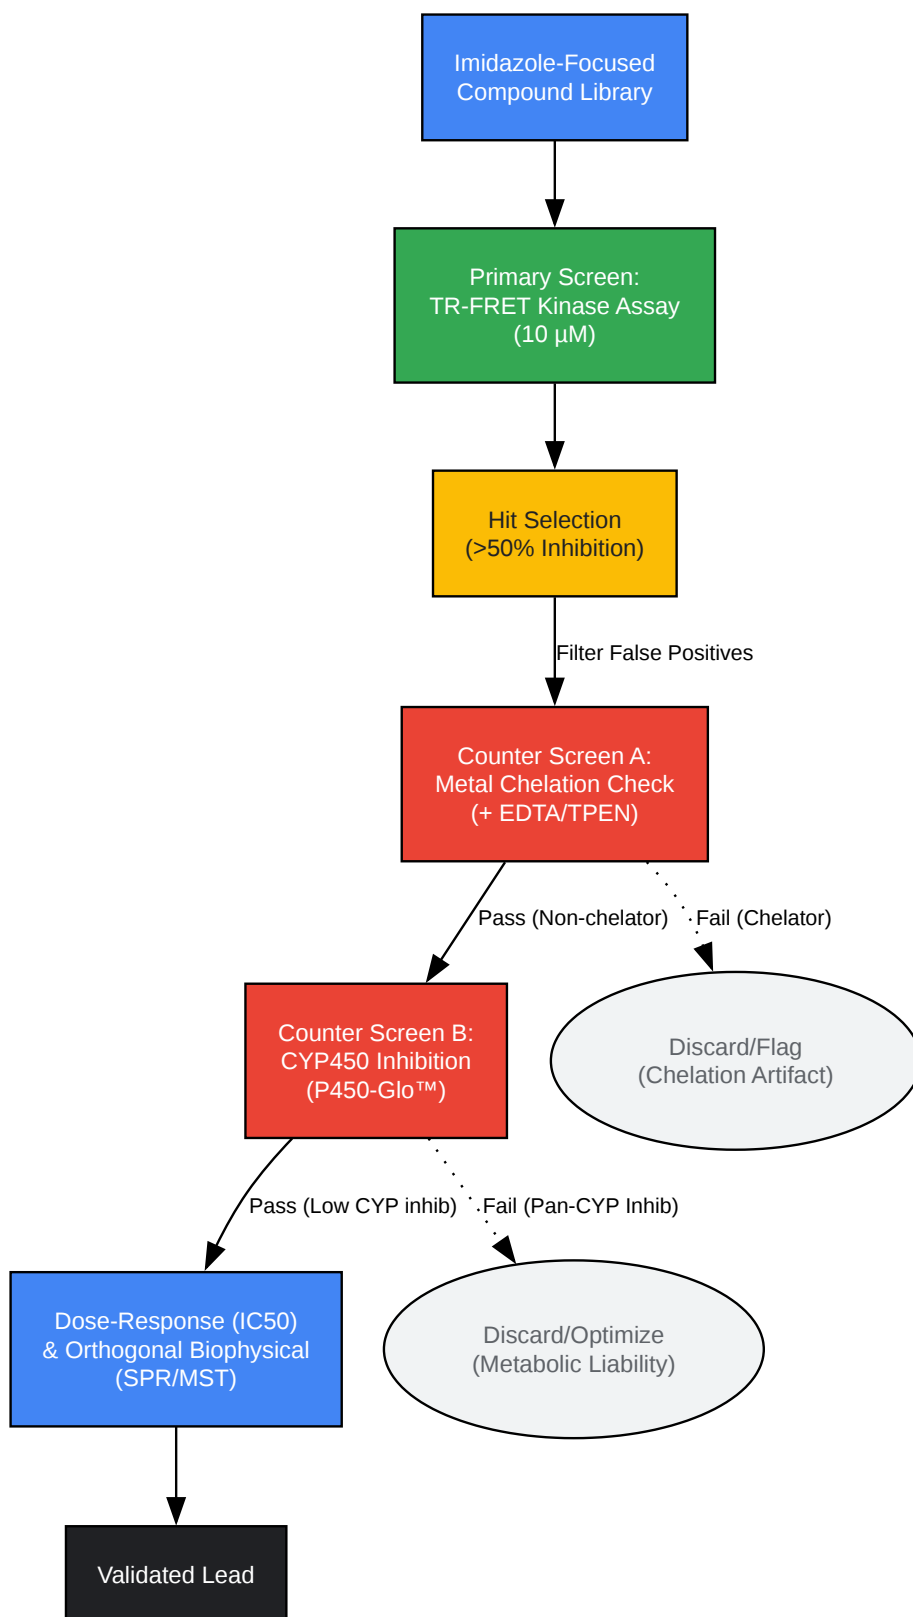 Imidazole-Focused
Compound Library
Primary Screen:
TR-FRET Kinase Assay
(10 µM)
Hit Selection
(>50% Inhibition)
Filter False Positives
Counter Screen A:
Metal Chelation Check
(+ EDTA/TPEN)
Pass (Non-chelator)
Fail (Chelator)
Counter Screen B:
CYP450 Inhibition
(P450-Glo™)
Discard/Flag
(Chelation Artifact)
Pass (Low CYP inhib)
Fail (Pan-CYP Inhib)
Dose-Response (IC50)
& Orthogonal Biophysical
(SPR/MST)
Discard/Optimize
(Metabolic Liability)
Validated Lead